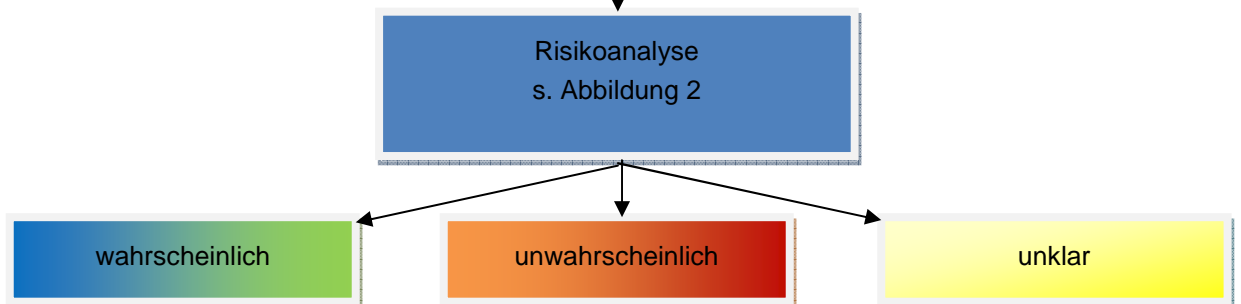 Risikoanalyse
s. Abbildung 2
wahrscheinlich
unwahrscheinlich
unklar